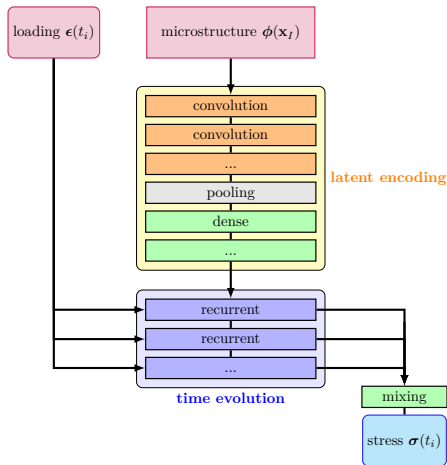 loading ϵ(tᵢ)
microstructure ϕ(x_I)
convolution
convolution
...
latent encoding
pooling
dense
...
recurrent
recurrent
...
time evolution
mixing
stress σ(tᵢ)